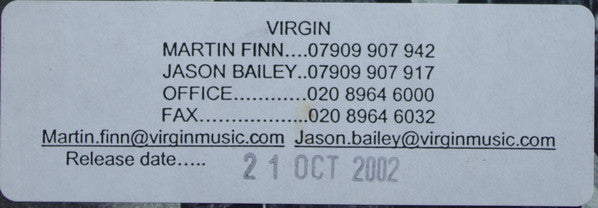 VIRGIN
MARTIN FINN....07909 907 942
JASON BAILEY..07909 907 917
OFFICE.............020 8964 6000
FAX...................020 8964 6032
Martin.finn@virginmusic.com Jason.bailey@virginmusic.com
Release date..... 21 OCT 2002